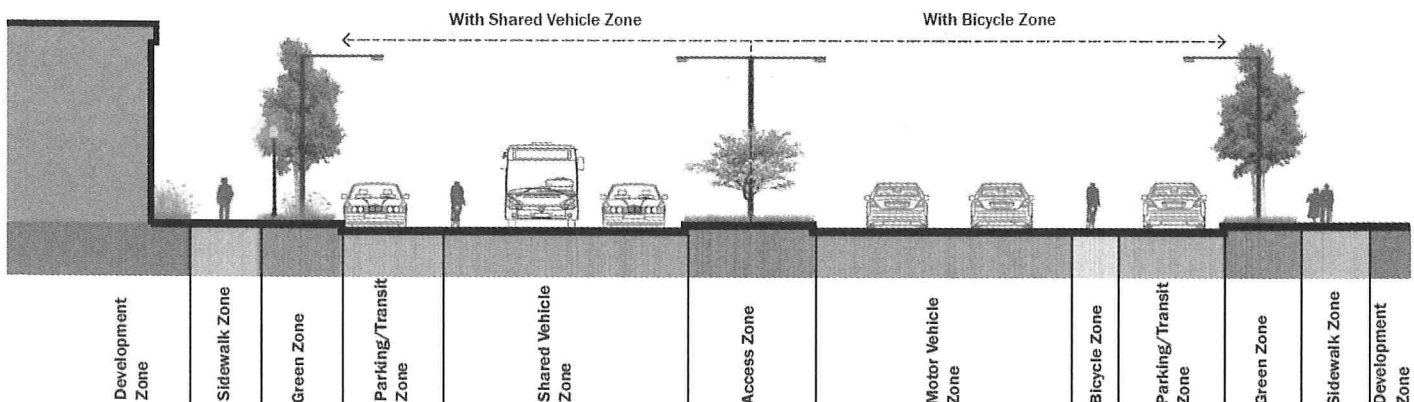 With Shared Vehicle Zone
With Bicycle Zone
Development
Zone
Sidewalk Zone
Green Zone
Parking/Transit
Zone
Shared Vehicle
Zone
Access Zone
Motor Vehicle
Zone
Bicycle Zone
Parking/Transit
Zone
Green Zone
Sidewalk Zone
Development
Zone